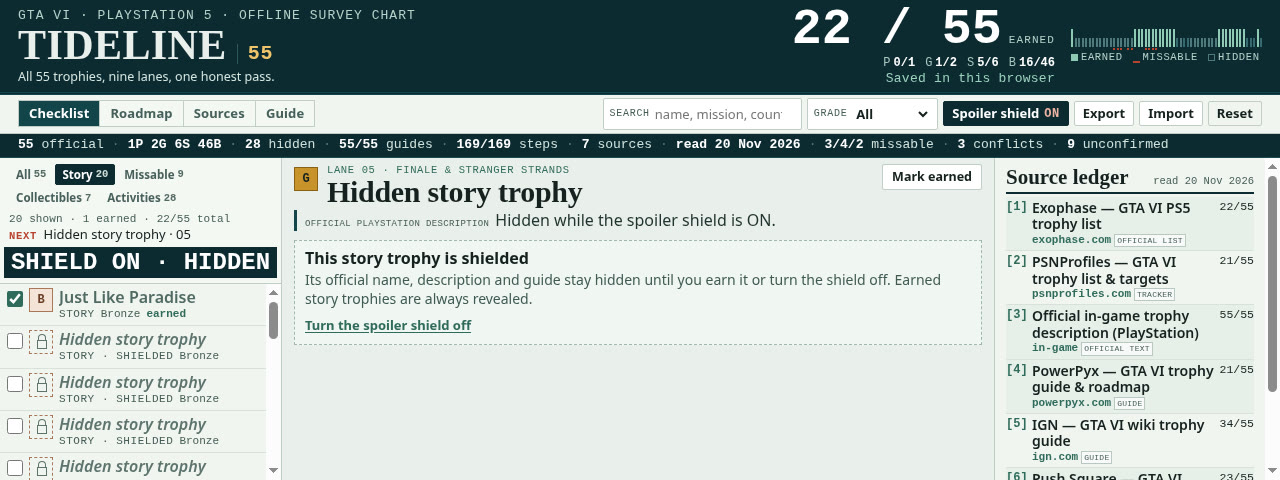 GTA VI · PLAYSTATION 5 · OFFLINE SURVEY CHART
TIDELINE 55
All 55 trophies, nine lanes, one honest pass.
22 / 55 EARNED
P 0/1 G 1/2 S 5/6 B 16/46
Saved in this browser
EARNED MISSABLE HIDDEN
Checklist Roadmap Sources Guide
SEARCH name, mission, coun
GRADE All
Spoiler shield ON
Export Import Reset
55 official · 1P 2G 6S 46B · 28 hidden · 55/55 guides · 169/169 steps · 7 sources · read 20 Nov 2026 · 3/4/2 missable · 3 conflicts · 9 unconfirmed
All 55 Story 20 Missable 9
Collectibles 7 Activities 28
20 shown · 1 earned · 22/55 total
NEXT Hidden story trophy · 05
SHIELD ON · HIDDEN
B Just Like Paradise
STORY Bronze earned
Hidden story trophy
STORY · SHIELDED Bronze
Hidden story trophy
STORY · SHIELDED Bronze
Hidden story trophy
STORY · SHIELDED Bronze
Hidden story trophy
G
LANE 05 · FINALE & STRANGER STRANDS
Hidden story trophy
Mark earned
OFFICIAL PLAYSTATION DESCRIPTION Hidden while the spoiler shield is ON.
This story trophy is shielded
Its official name, description and guide stay hidden until you earn it or turn the shield off. Earned
story trophies are always revealed.
Turn the spoiler shield off
Source ledger read 20 Nov 2026
[1] Exophase — GTA VI PS5 22/55
trophy list
exophase.com OFFICIAL LIST
[2] PSNProfiles — GTA VI 21/55
trophy list & targets
psnprofiles.com TRACKER
[3] Official in-game trophy 55/55
description (PlayStation)
in-game OFFICIAL TEXT
[4] PowerPyx — GTA VI trophy 21/55
guide & roadmap
powerpyx.com GUIDE
[5] IGN — GTA VI wiki trophy 34/55
guide
ign.com GUIDE
[6] Push Square — GTA VI 23/55